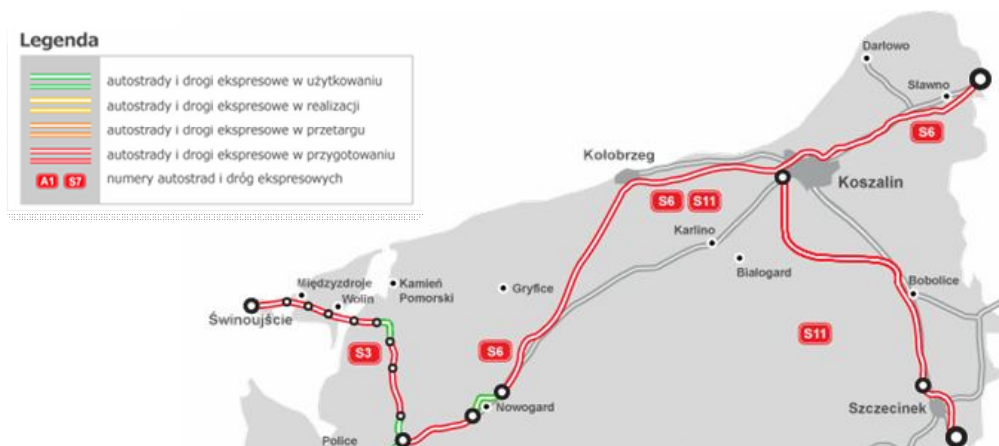 Legenda
autostrady i drogi ekspresowe w użytkowaniu
autostrady i drogi ekspresowe w realizacji
autostrady i drogi ekspresowe w przetargu
autostrady i drogi ekspresowe w przygotowaniu
A1 S7 numery autostrad i dróg ekspresowych
Darłowo
Sławno
S6
Kołobrzeg
Koszalin
S6 S11
Karlino
Białogard
Międzyzdroje
Kamień
Pomorski
Wolin
Gryfice
Bobolice
Świnoujście
S3
S6
S11
Nowogard
Szczecinek
Police